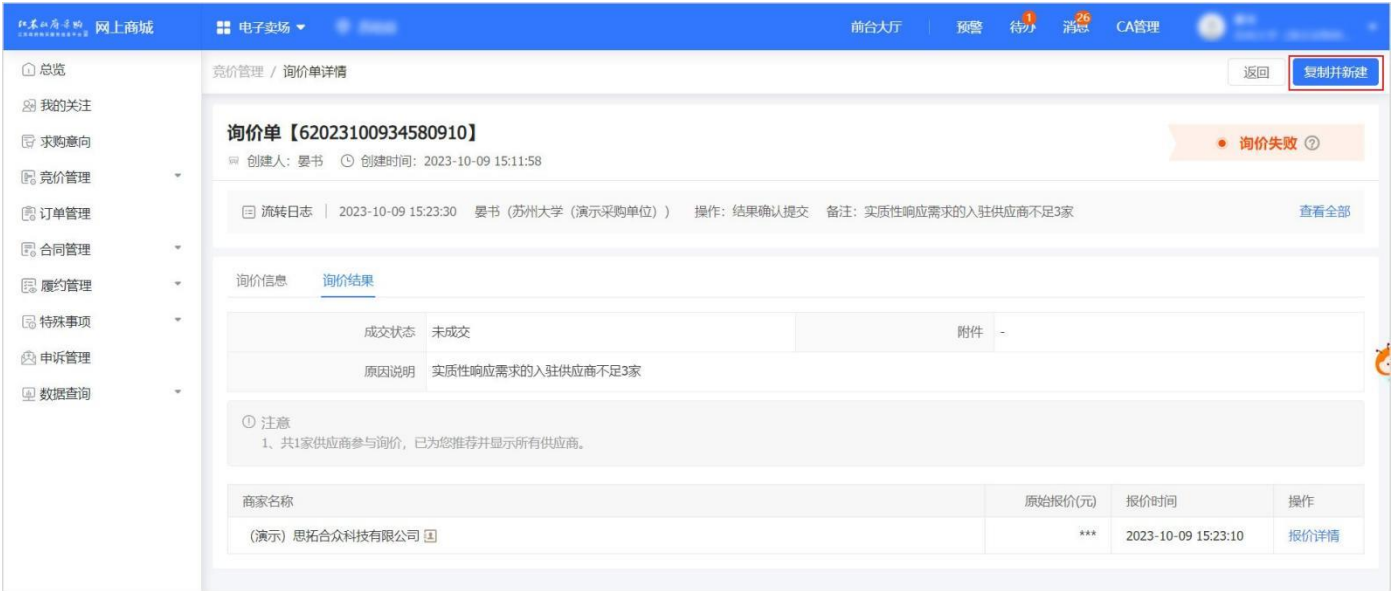 网上商城 电子卖场 前台大厅 预警 待办 1 消息 26 CA管理
总览
我的关注
求购意向
竞价管理
订单管理
合同管理
履约管理
特殊事项
申诉管理
数据查询
竞价管理 / 询价单详情 返回 复制并新建
询价单【62023100934580910】
创建人：晏书 创建时间：2023-10-09 15:11:58
询价失败
流转日志 2023-10-09 15:23:30 晏书（苏州大学（演示采购单位）） 操作：结果确认提交 备注：实质性响应需求的入驻供应商不足3家 查看全部
询价信息 询价结果
成交状态 未成交 附件 -
原因说明 实质性响应需求的入驻供应商不足3家
注意
1、共1家供应商参与询价，已为您推荐并显示所有供应商。
商家名称 原始报价(元) 报价时间 操作
（演示）思拓合众科技有限公司 *** 2023-10-09 15:23:10 报价详情